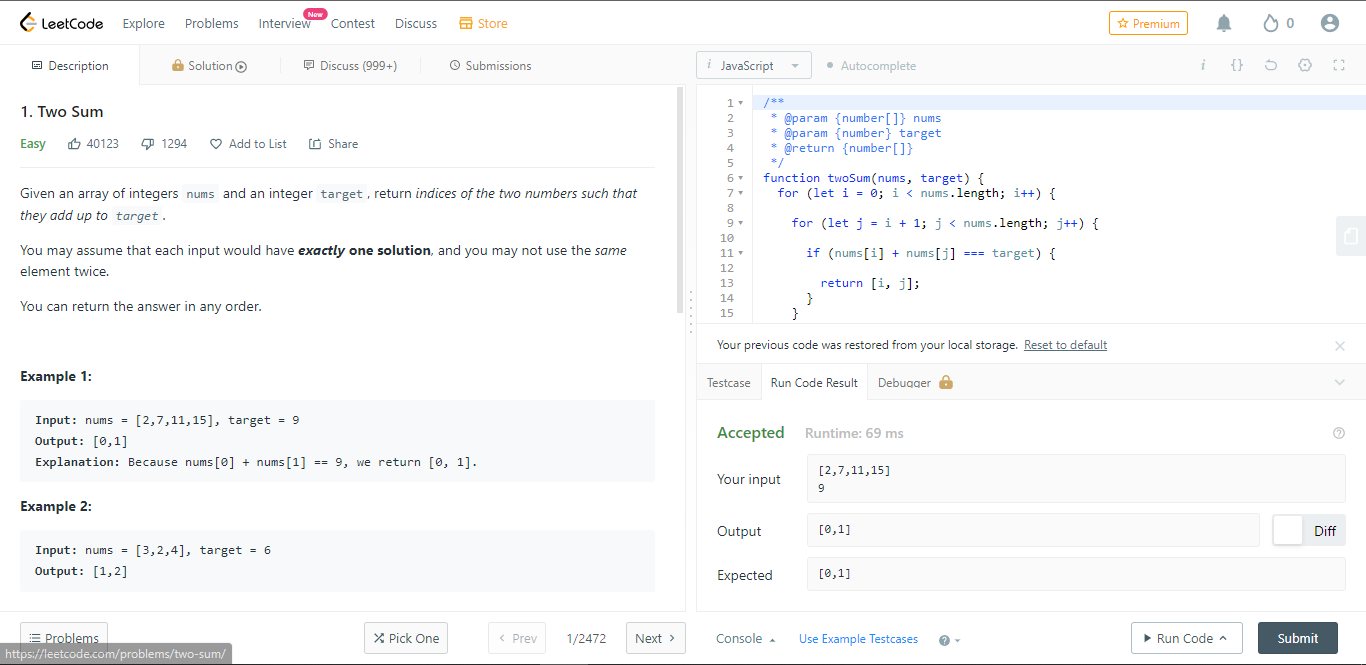 LeetCode Explore Problems Interview New Contest Discuss Store Premium 0
Description Solution Discuss (999+) Submissions
1. Two Sum
Easy 40123 1294 Add to List Share
Given an array of integers nums and an integer target, return indices of the two numbers such that
they add up to target.
You may assume that each input would have exactly one solution, and you may not use the same
element twice.
You can return the answer in any order.
Example 1:
Input: nums = [2,7,11,15], target = 9
Output: [0,1]
Explanation: Because nums[0] + nums[1] == 9, we return [0, 1].
Example 2:
Input: nums = [3,2,4], target = 6
Output: [1,2]
Problems Pick One Prev 1/2472 Next
https://leetcode.com/problems/two-sum/
i JavaScript Autocomplete i {}
1 /**
2 * @param {number[]} nums
3 * @param {number} target
4 * @return {number[]}
5 */
6 function twoSum(nums, target) {
7 for (let i = 0; i < nums.length; i++) {
8
9 for (let j = i + 1; j < nums.length; j++) {
10
11 if (nums[i] + nums[j] === target) {
12
13 return [i, j];
14 }
15 }
Your previous code was restored from your local storage. Reset to default
Testcase Run Code Result Debugger
Accepted Runtime: 69 ms
Your input
[2,7,11,15]
9
Output [0,1] Diff
Expected [0,1]
Console Use Example Testcases Run Code Submit